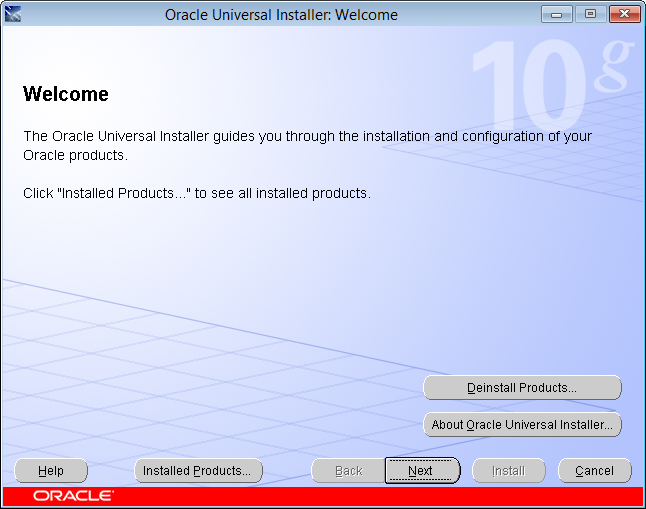 Oracle Universal Installer: Welcome
10g
Welcome
The Oracle Universal Installer guides you through the installation and configuration of your
Oracle products.
Click "Installed Products..." to see all installed products.
Deinstall Products...
About Oracle Universal Installer...
Help
Installed Products...
Back
Next
Install
Cancel
ORACLE